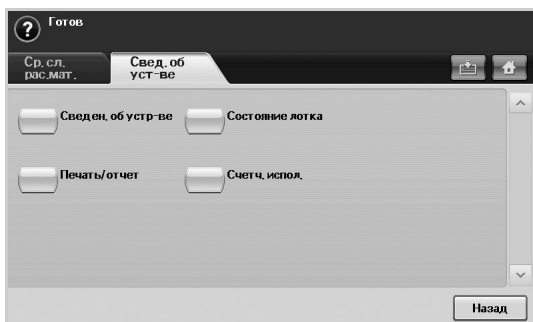 Готов
Ср.сл. рас.мат.
Свед.об уст-ве
Сведен.об устр-ве
Состояние лотка
Печать/отчет
Счетч.испол.
Назад